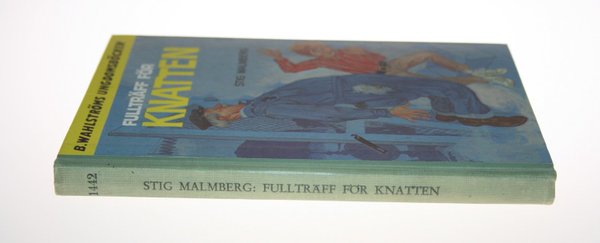 B. WAHLSTRÖMS UNGDOMSBÖCKER
FULLTRÄFF FÖR
KNATTEN
STIG MALMBERG
1442
STIG MALMBERG: FULLTRÄFF FÖR KNATTEN